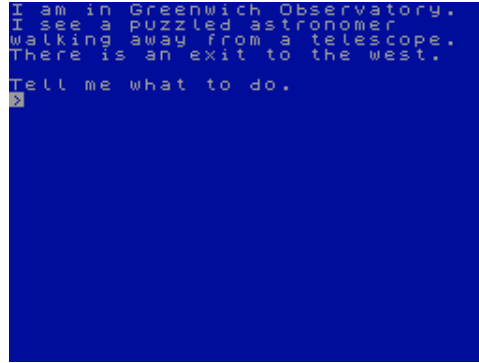 I am in Greenwich Observatory.
I see a puzzled astronomer
walking away from a telescope.
There is an exit to the west.
Tell me what to do.
>